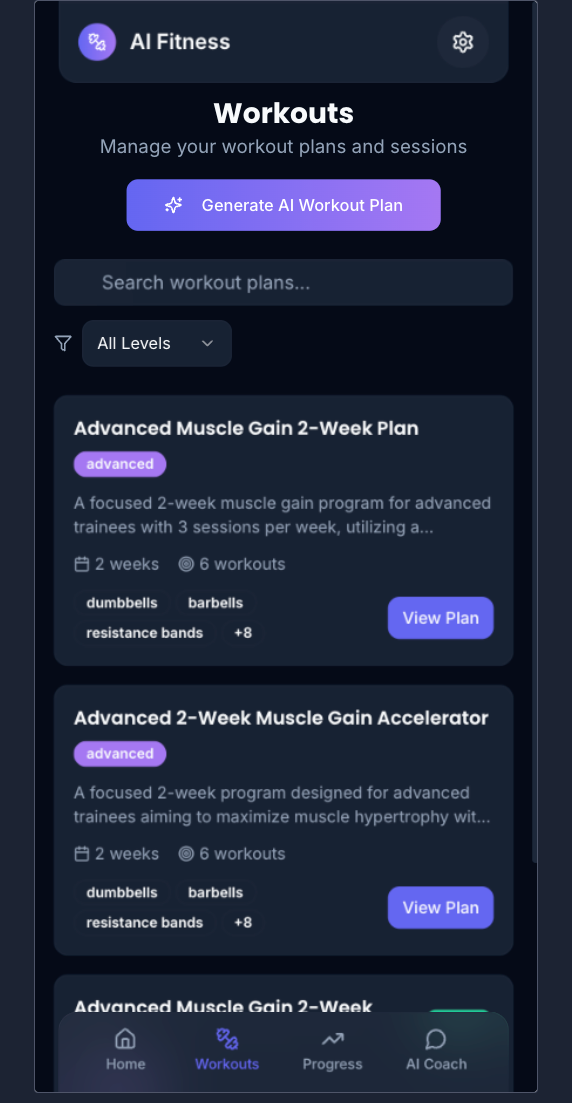 AI Fitness
Workouts
Manage your workout plans and sessions
Generate AI Workout Plan
Search workout plans...
All Levels
Advanced Muscle Gain 2-Week Plan
advanced
A focused 2-week muscle gain program for advanced
trainees with 3 sessions per week, utilizing a...
2 weeks 6 workouts
dumbbells barbells
resistance bands +8
View Plan
Advanced 2-Week Muscle Gain Accelerator
advanced
A focused 2-week program designed for advanced
trainees aiming to maximize muscle hypertrophy wit...
2 weeks 6 workouts
dumbbells barbells
resistance bands +8
View Plan
Advanced Muscle Gain 2-Week
Home Workouts Progress AI Coach